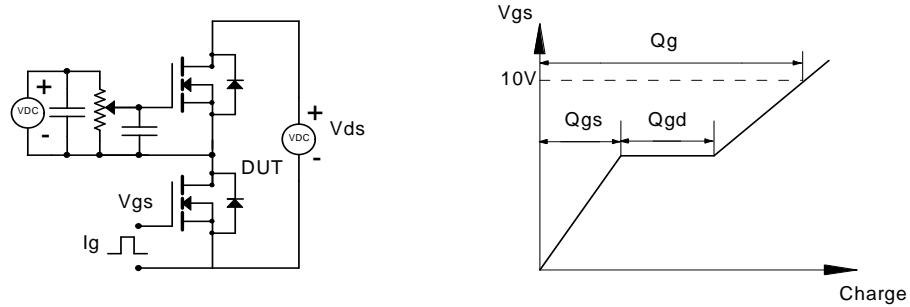 +
VDC
-
+
VDC
-
Vds
DUT
Vgs
Ig
Vgs
Qg
10V
Qgs
Qgd
Charge